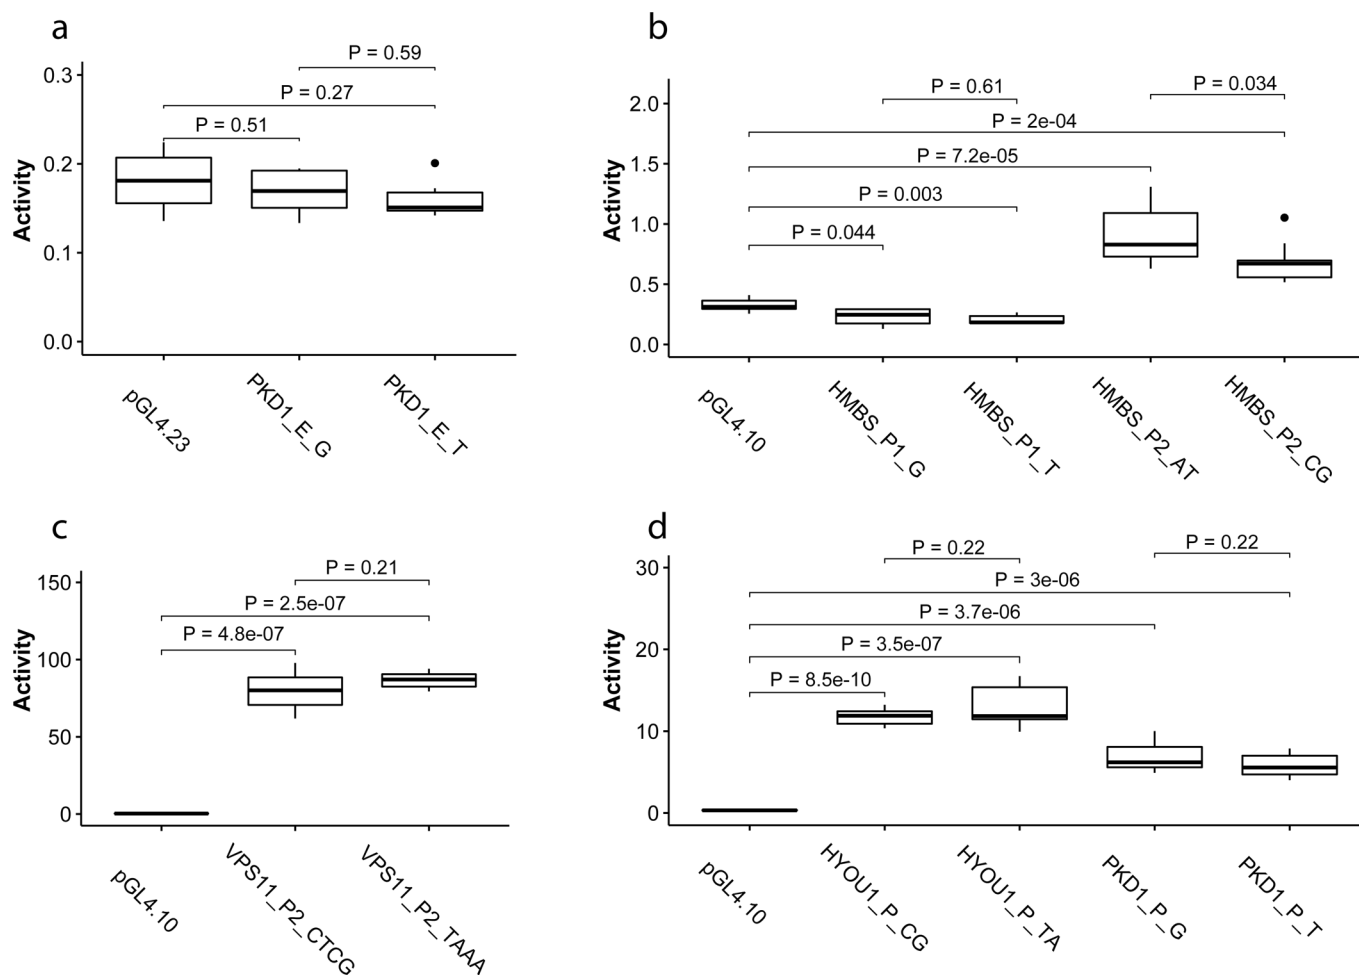 a
P = 0.59
P = 0.27
P = 0.51
0.3
0.2
0.1
0.0
Activity
pGL4.23
PKD1_E_G
PKD1_E_T
b
P = 0.61
P = 0.034
P = 2e-04
P = 7.2e-05
P = 0.003
P = 0.044
2.0
1.5
1.0
0.5
0.0
Activity
pGL4.10
HMBS_P1_G
HMBS_P1_T
HMBS_P2_AT
HMBS_P2_CG
c
P = 0.21
P = 2.5e-07
P = 4.8e-07
150
100
50
0
Activity
pGL4.10
VPS11_P2_CTCG
VPS11_P2_TAAA
d
P = 0.22
P = 0.22
P = 3e-06
P = 3.7e-06
P = 3.5e-07
P = 8.5e-10
30
20
10
0
Activity
pGL4.10
HYOU1_P_CG
HYOU1_P_TA
PKD1_P_G
PKD1_P_T